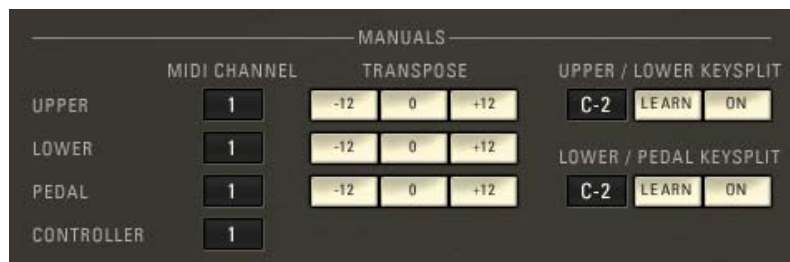 MANUALS
MIDI CHANNEL TRANSPOSE UPPER / LOWER KEYSPLIT
UPPER 1 -12 0 +12 C-2 LEARN ON
LOWER 1 -12 0 +12
LOWER / PEDAL KEYSPLIT
PEDAL 1 -12 0 +12 C-2 LEARN ON
CONTROLLER 1